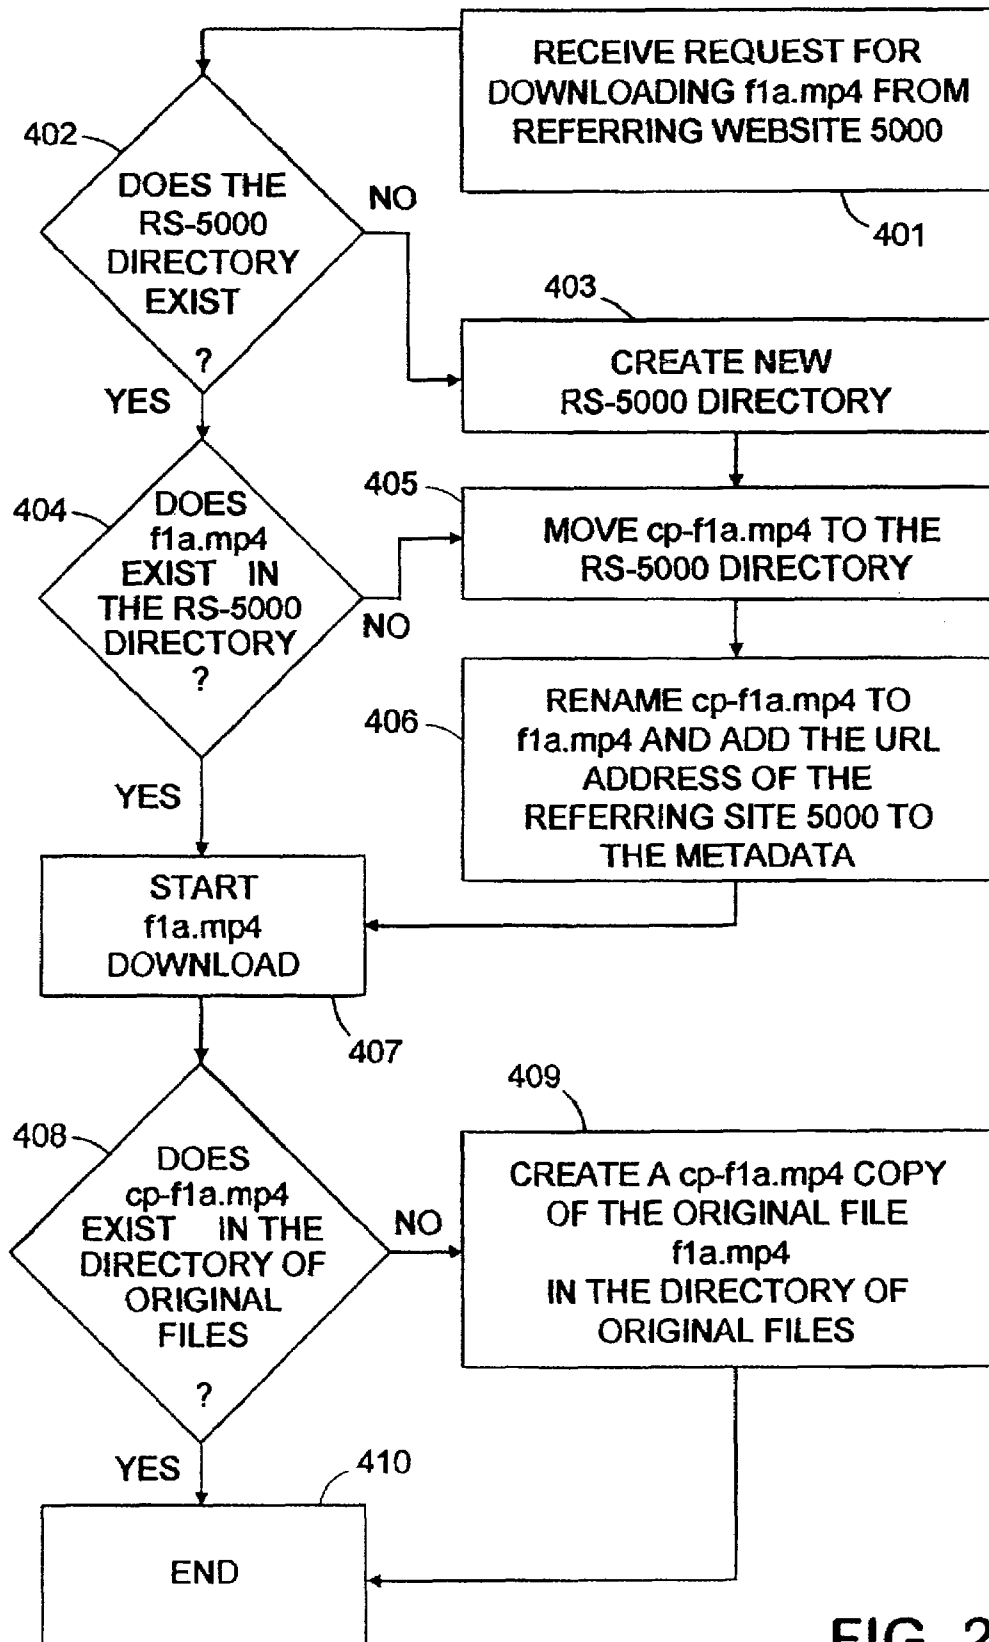 RECEIVE REQUEST FOR
DOWNLOADING f1a.mp4 FROM
REFERRING WEBSITE 5000
401
402
DOES THE
RS-5000
DIRECTORY
EXIST
?
NO
YES
403
CREATE NEW
RS-5000 DIRECTORY
404
DOES
f1a.mp4
EXIST IN
THE RS-5000
DIRECTORY
?
NO
YES
405
MOVE cp-f1a.mp4 TO THE
RS-5000 DIRECTORY
406
RENAME cp-f1a.mp4 TO
f1a.mp4 AND ADD THE URL
ADDRESS OF THE
REFERRING SITE 5000 TO
THE METADATA
START
f1a.mp4
DOWNLOAD
407
408
DOES
cp-f1a.mp4
EXIST IN THE
DIRECTORY OF
ORIGINAL
FILES
?
NO
YES
409
CREATE A cp-f1a.mp4 COPY
OF THE ORIGINAL FILE
f1a.mp4
IN THE DIRECTORY OF
ORIGINAL FILES
410
END
FIG. 2